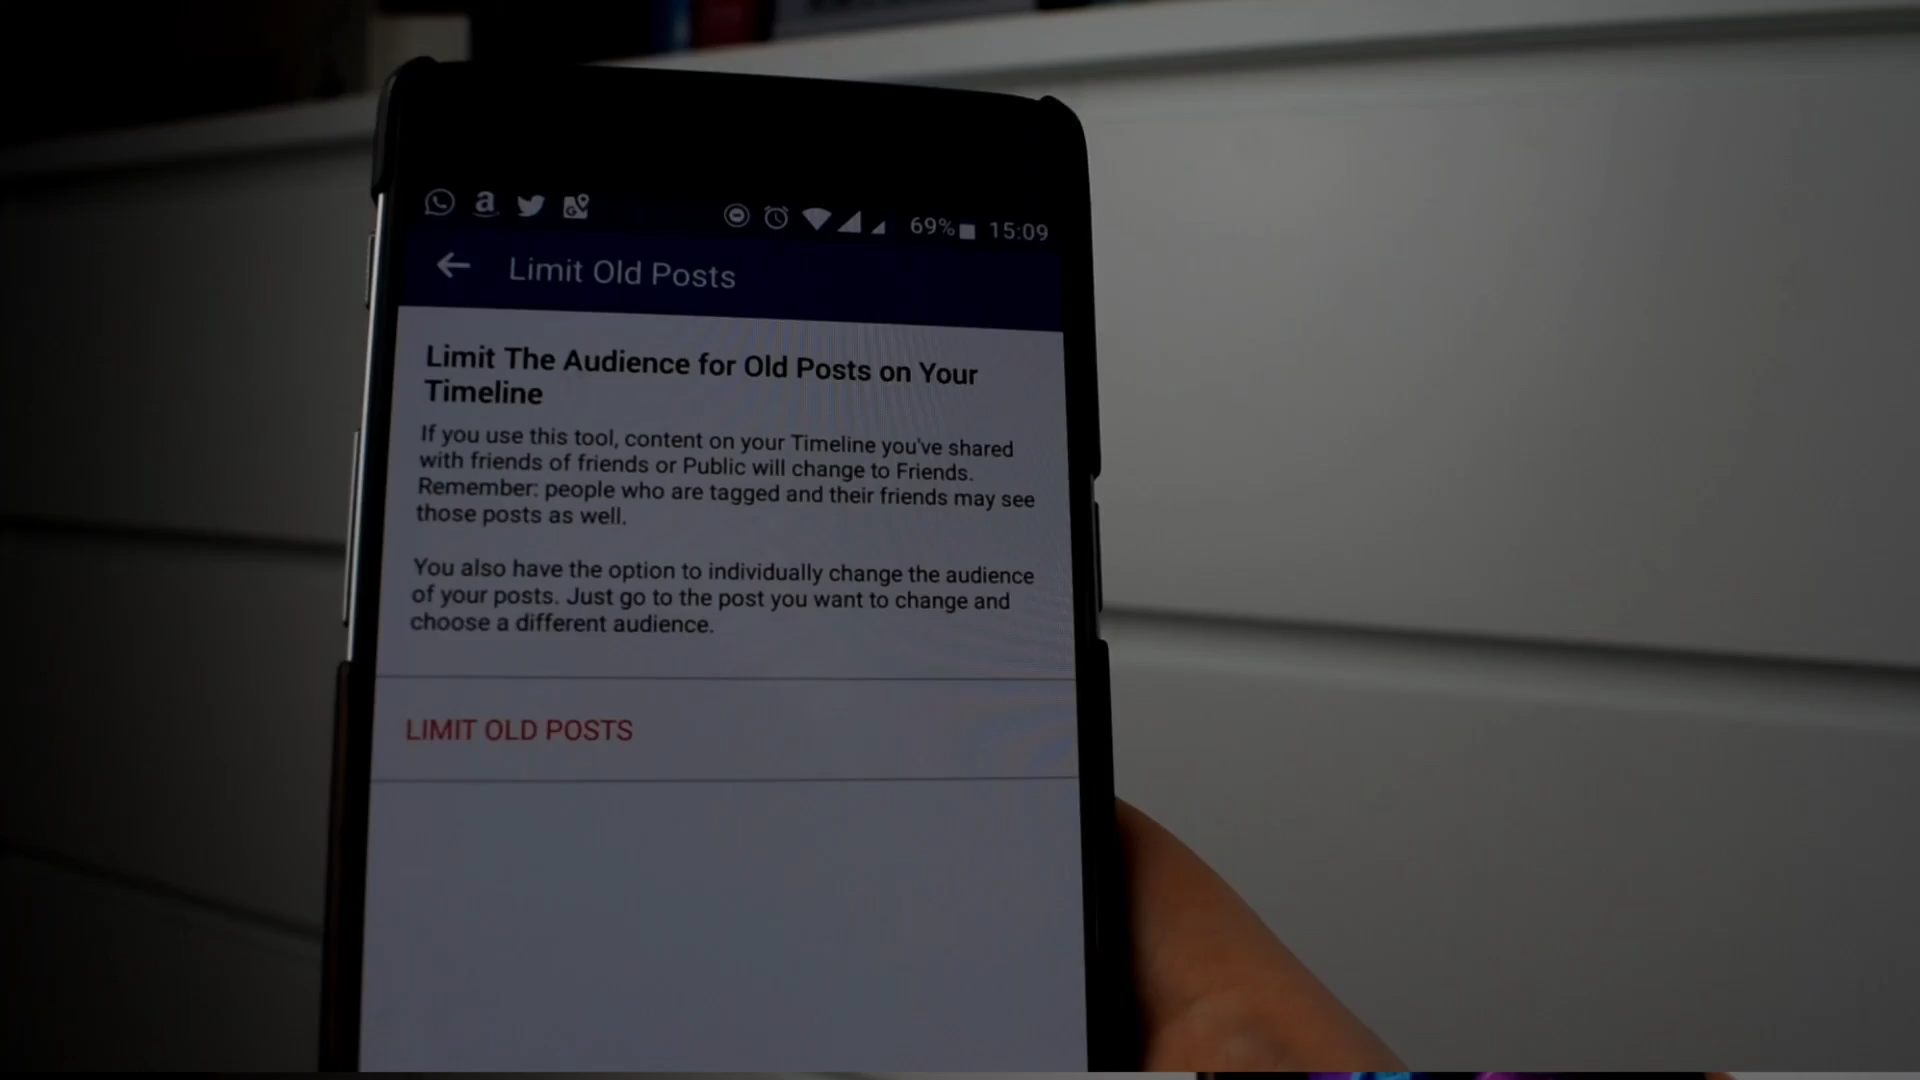 69% 15:09
Limit Old Posts
Limit The Audience for Old Posts on Your
Timeline
If you use this tool, content on your Timeline you've shared
with friends of friends or Public will change to Friends.
Remember: people who are tagged and their friends may see
those posts as well.
You also have the option to individually change the audience
of your posts. Just go to the post you want to change and
choose a different audience.
LIMIT OLD POSTS